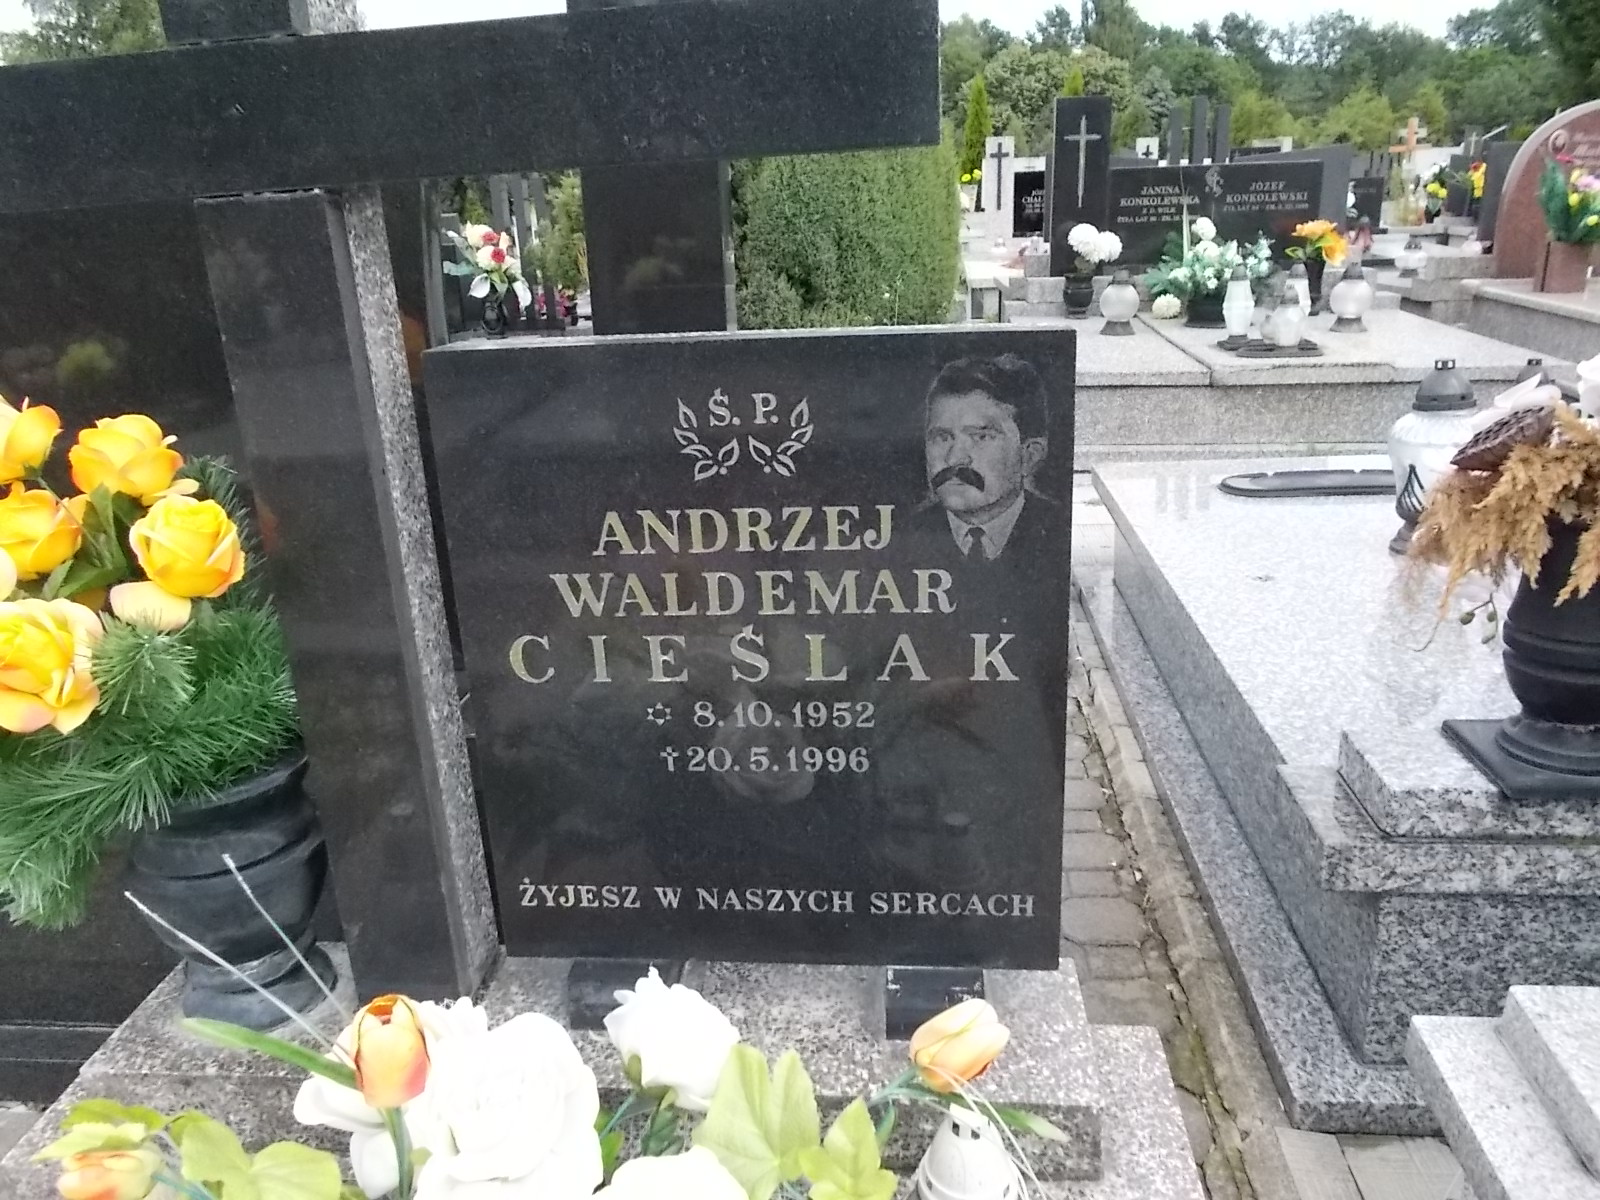 Ś. P.
ANDRZEJ
WALDEMAR
CIEŚLAK
✡ 8.10.1952
✝ 20.5.1996
ŻYJESZ W NASZYCH SERCACH
JANINA
KONKOLEWSKA
JÓZEF
KONKOLEWSKI